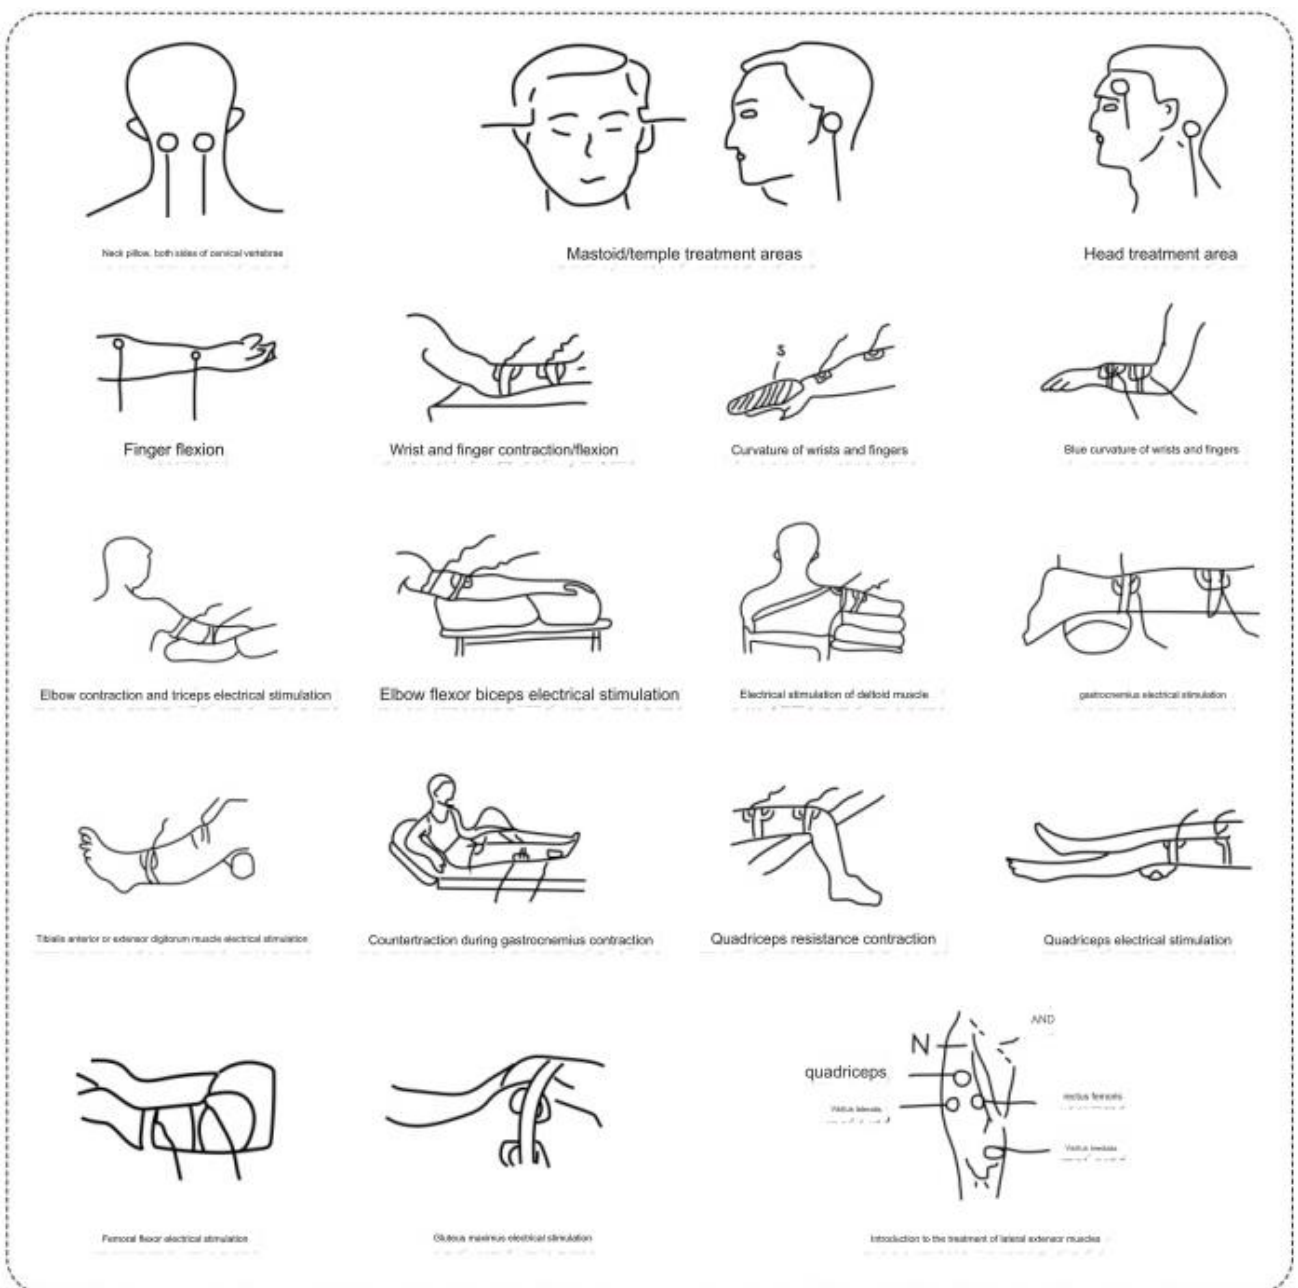 Neck pillow, both sides of cervical vertebrae
Mastoid/temple treatment areas
Head treatment area
S
Finger flexion
Wrist and finger contraction/flexion
Curvature of wrists and fingers
Blue curvature of wrists and fingers
Elbow contraction and triceps electrical stimulation
Elbow flexor biceps electrical stimulation
Electrical stimulation of deltoid muscle
gastrocnemius electrical stimulation
Tibialis anterior or extensor digitorum muscle electrical stimulation
Countertraction during gastrocnemius contraction
Quadriceps resistance contraction
Quadriceps electrical stimulation
AND
N
quadriceps
rectus femoris
Vastus lateralis
Femoral flexor electrical stimulation
Gluteus maximus electrical stimulation
Introduction to the treatment of lateral extensor muscles